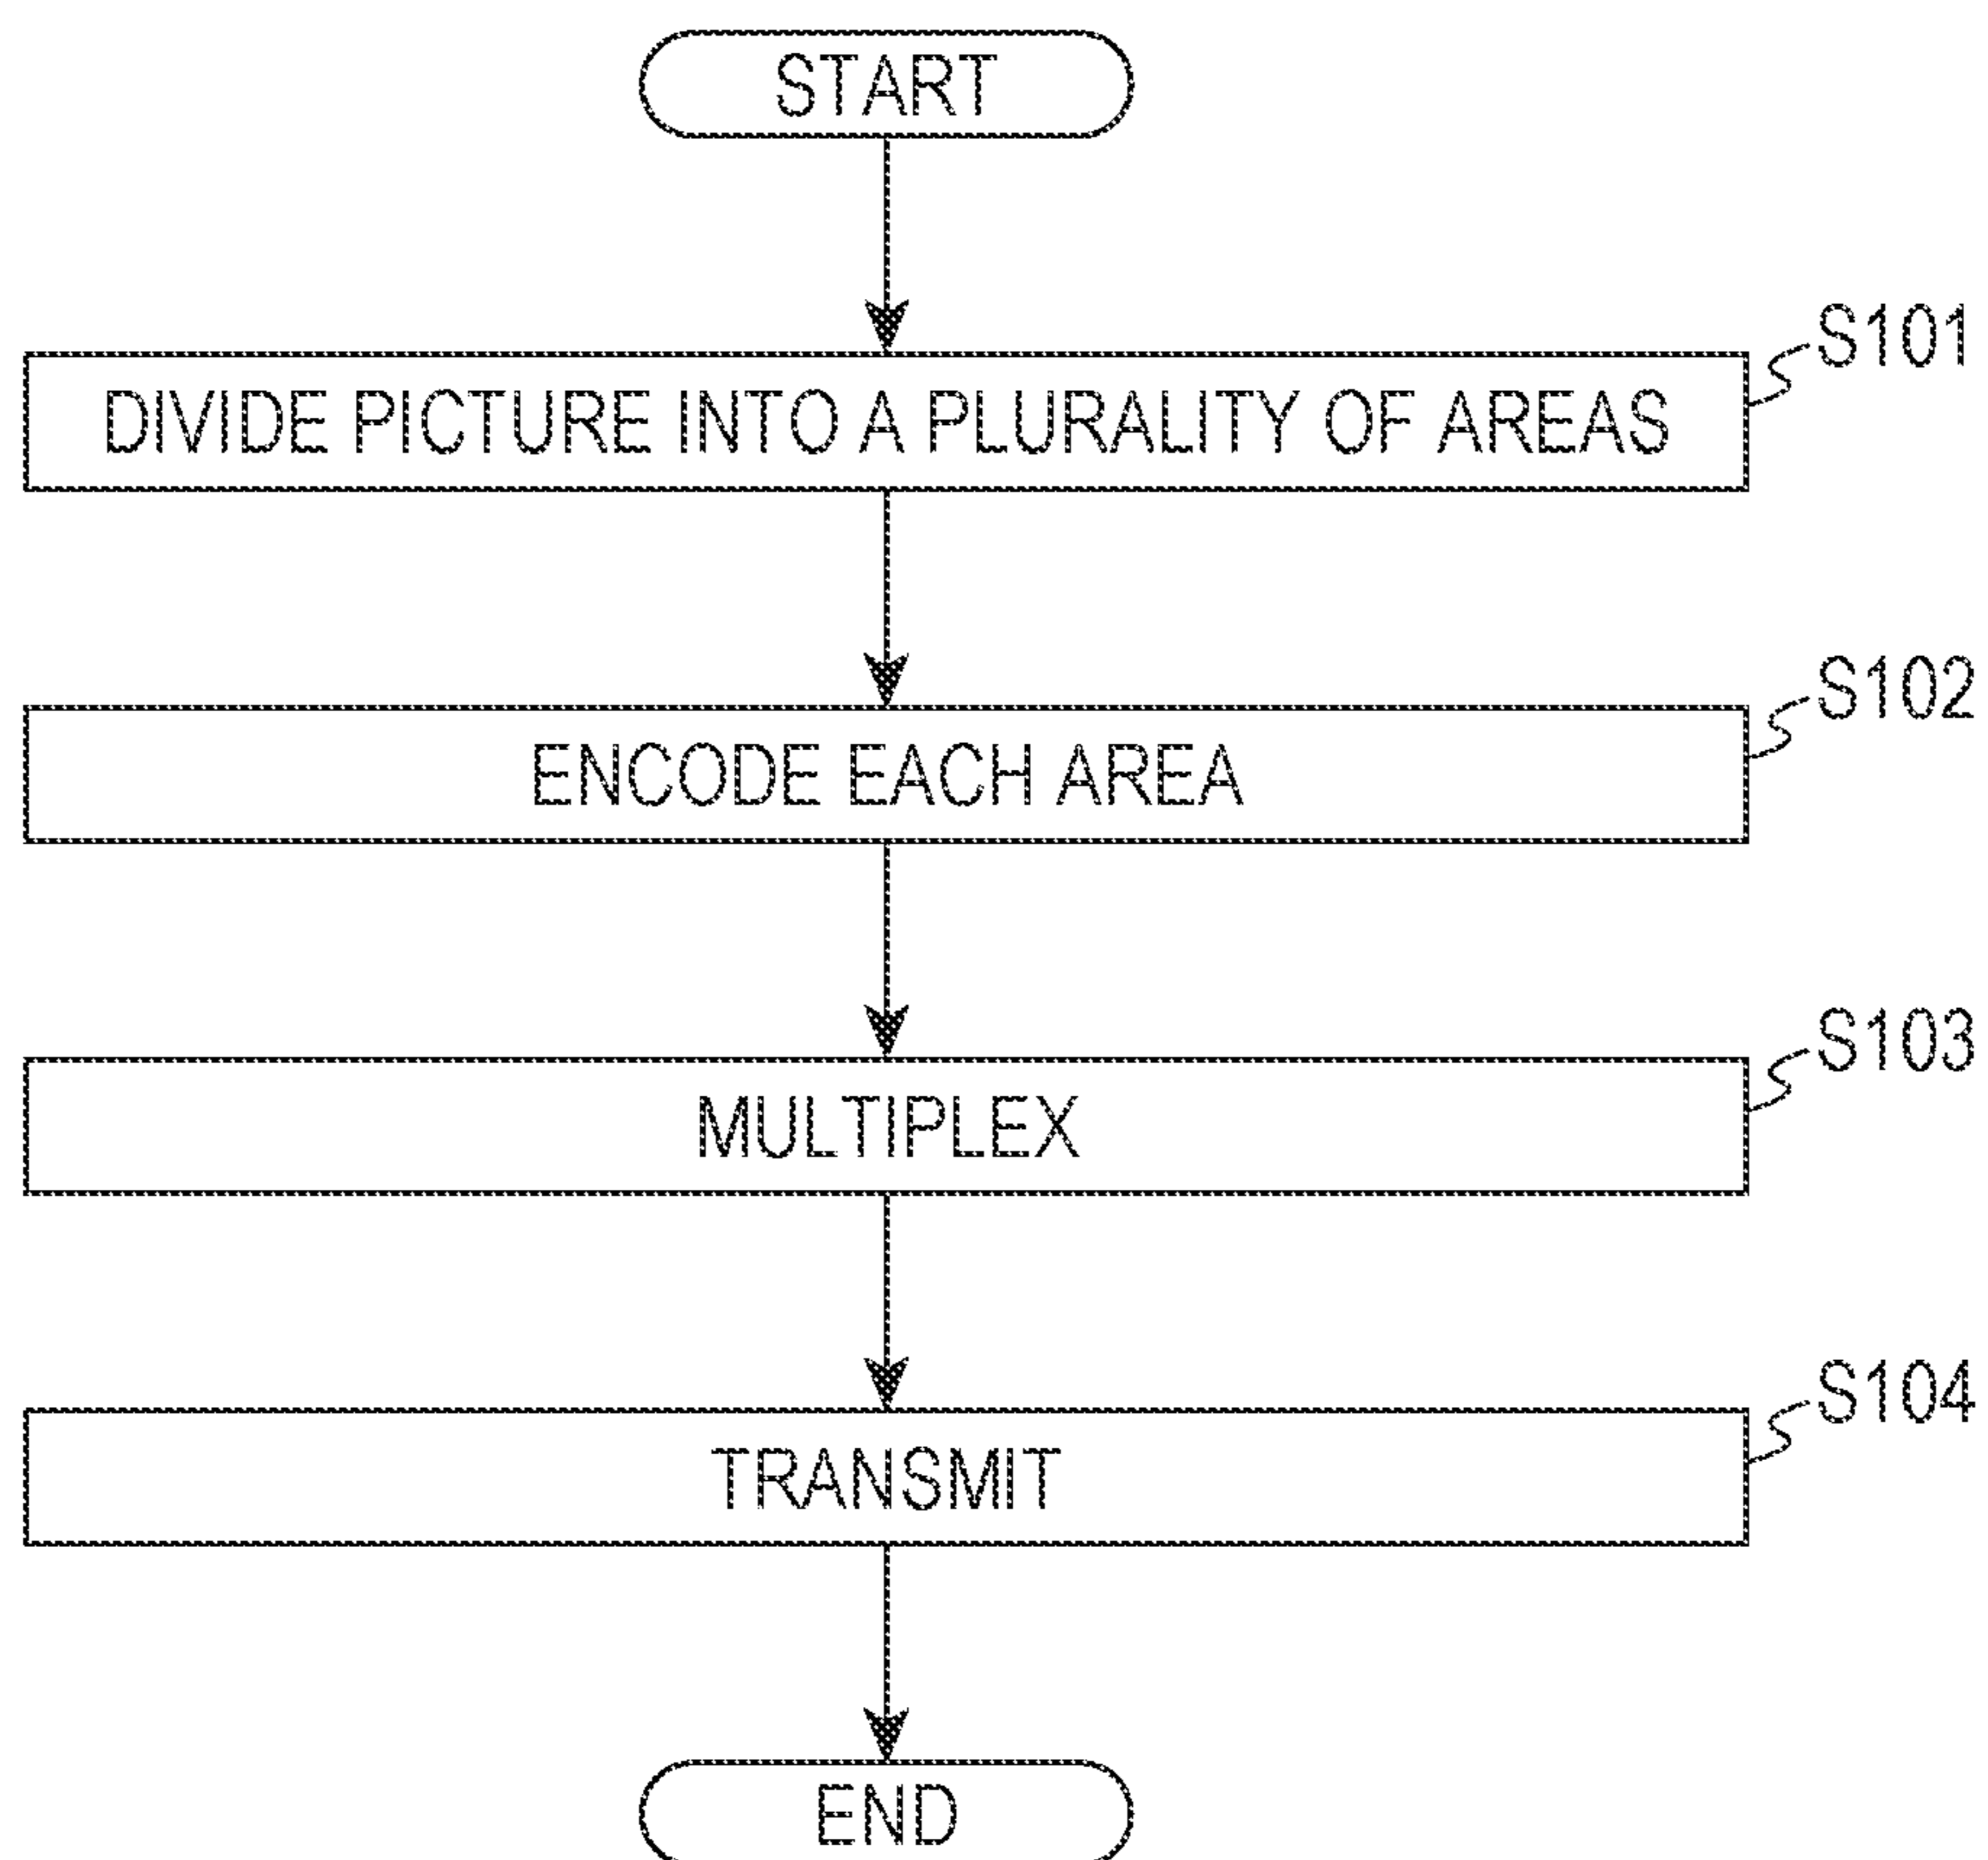 START
S101
DIVIDE PICTURE INTO A PLURALITY OF AREAS
S102
ENCODE EACH AREA
S103
MULTIPLEX
S104
TRANSMIT
END